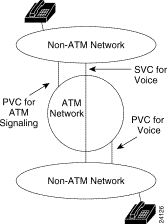 Non-ATM Network
SVC for
Voice
PVC for
ATM
Signaling
ATM
Network
PVC for
Voice
Non-ATM Network
24126